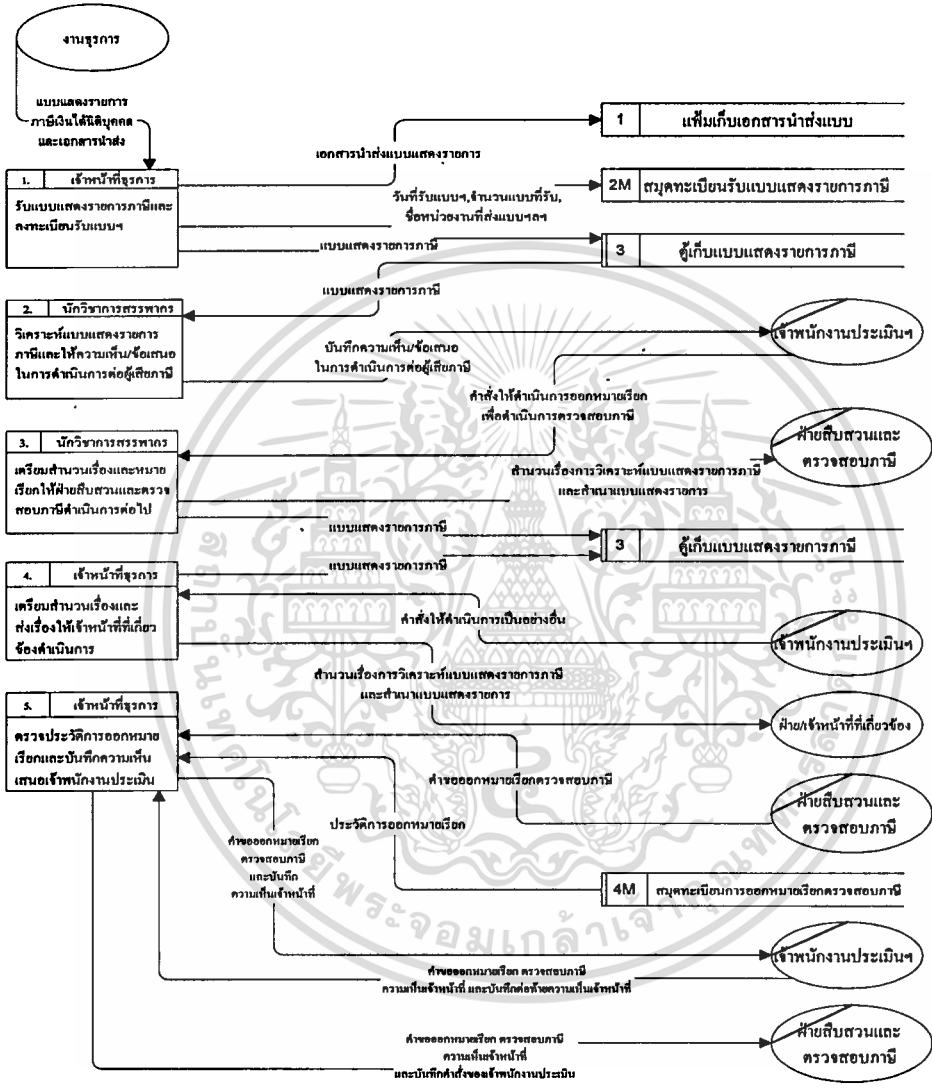 งานธุรการ
แบบแสดงรายการ
ภาษีเงินได้นิติบุคคล
และเอกสารนำส่ง
1 แฟ้มเก็บเอกสารนำส่งแบบ
เอกสารนำส่งแบบแสดงรายการ
1. เจ้าหน้าที่ธุรการ
รับแบบแสดงรายการภาษีและ
ลงทะเบียนรับแบบฯ
2M สมุดทะเบียนรับแบบแสดงรายการภาษี
วันที่รับแบบฯ,จำนวนแบบที่รับ,
ชื่อหน่วยงานที่ส่งแบบฯลฯ
แบบแสดงรายการภาษี
3 ตู้เก็บแบบแสดงรายการภาษี
แบบแสดงรายการภาษี
2. นักวิชาการสรรพากร
วิเคราะห์แบบแสดงรายการ
ภาษีและให้ความเห็น/ข้อเสนอ
ในการดำเนินการต่อผู้เสียภาษี
บันทึกความเห็น/ข้อเสนอ
ในการดำเนินการต่อผู้เสียภาษี
เจ้าพนักงานประเมินฯ
คำสั่งให้ดำเนินการออกหมายเรียก
เพื่อดำเนินการตรวจสอบภาษี
3. นักวิชาการสรรพากร
เตรียมสำนวนเรื่องและหมาย
เรียกให้ฝ่ายสืบสวนและตรวจ
สอบภาษีดำเนินการต่อไป
ฝ่ายสืบสวนและ
ตรวจสอบภาษี
สำนวนเรื่องการวิเคราะห์แบบแสดงรายการภาษี
และสำเนาแบบแสดงรายการ
แบบแสดงรายการภาษี
3 ตู้เก็บแบบแสดงรายการภาษี
แบบแสดงรายการภาษี
4. เจ้าหน้าที่ธุรการ
เตรียมสำนวนเรื่องและ
ส่งเรื่องให้เจ้าหน้าที่ที่เกี่ยว
ข้องดำเนินการ
คำสั่งให้ดำเนินการเป็นอย่างอื่น
เจ้าพนักงานประเมินฯ
สำนวนเรื่องการวิเคราะห์แบบแสดงรายการภาษี
และสำเนาแบบแสดงรายการ
ฝ่าย/เจ้าหน้าที่ที่เกี่ยวข้อง
5. เจ้าหน้าที่ธุรการ
ตรวจประวัติการออกหมาย
เรียกและบันทึกความเห็น
เสนอเจ้าพนักงานประเมิน
คำขอออกหมายเรียกตรวจสอบภาษี
ฝ่ายสืบสวนและ
ตรวจสอบภาษี
ประวัติการออกหมายเรียก
คำขอออกหมายเรียก
ตรวจสอบภาษี
และบันทึก
ความเห็นเจ้าหน้าที่
4M สมุดทะเบียนการออกหมายเรียกตรวจสอบภาษี
เจ้าพนักงานประเมินฯ
คำขอออกหมายเรียก ตรวจสอบภาษี
ความเห็นเจ้าหน้าที่ และบันทึกต่อท้ายความเห็นเจ้าหน้าที่
คำขอออกหมายเรียก ตรวจสอบภาษี
ความเห็นเจ้าหน้าที่
และบันทึกคำสั่งของเจ้าพนักงานประเมิน
ฝ่ายสืบสวนและ
ตรวจสอบภาษี